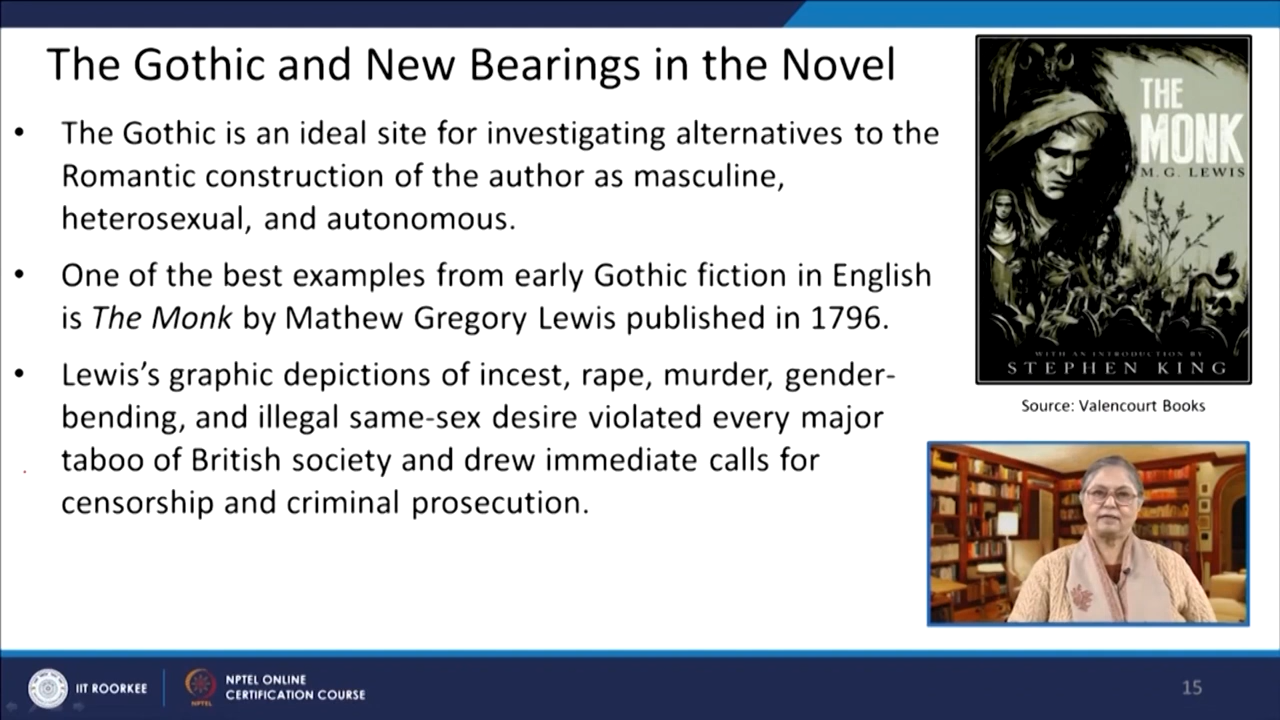 The Gothic and New Bearings in the Novel
• The Gothic is an ideal site for investigating alternatives to the
Romantic construction of the author as masculine,
heterosexual, and autonomous.
• One of the best examples from early Gothic fiction in English
is The Monk by Mathew Gregory Lewis published in 1796.
• Lewis’s graphic depictions of incest, rape, murder, gender-
bending, and illegal same-sex desire violated every major
taboo of British society and drew immediate calls for
censorship and criminal prosecution.
THE
MONK
M. G. LEWIS
WITH AN INTRODUCTION BY
STEPHEN KING
Source: Valencourt Books
IIT ROORKEE
NPTEL
NPTEL ONLINE
CERTIFICATION COURSE
15